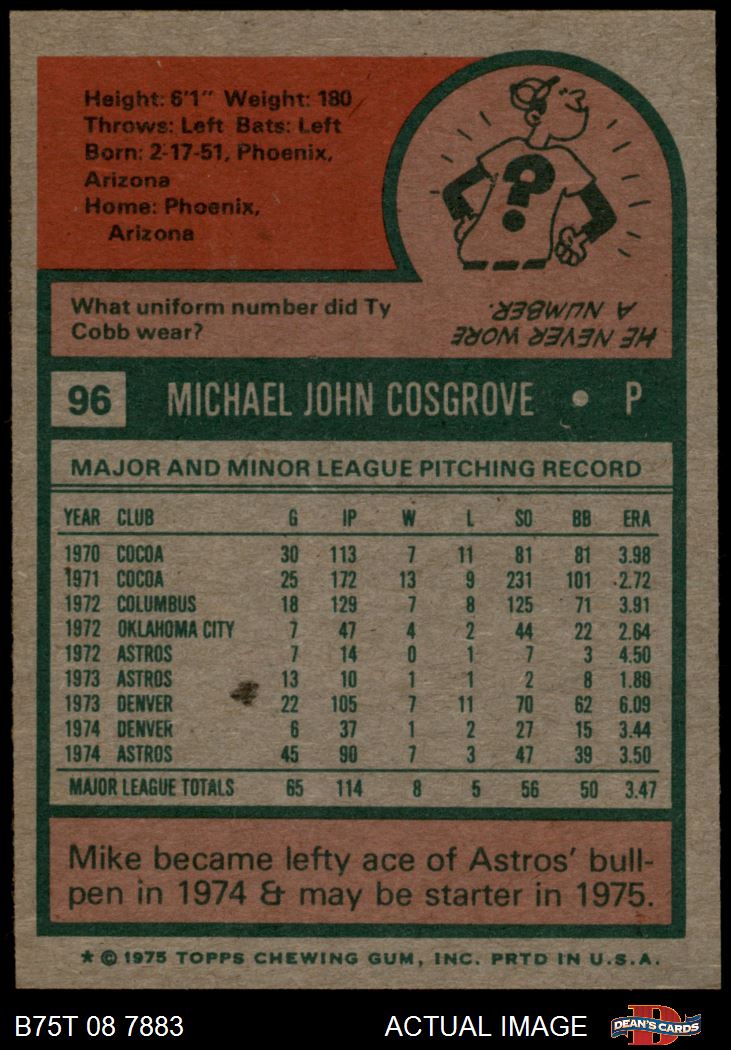 Height: 6'1" Weight: 180
Throws: Left Bats: Left
Born: 2-17-51, Phoenix,
Arizona
Home: Phoenix,
Arizona
?
What uniform number did Ty
Cobb wear?
HE NEVER WORE
A NUMBER.
96 MICHAEL JOHN COSGROVE • P
MAJOR AND MINOR LEAGUE PITCHING RECORD
YEAR CLUB G IP W L SO BB ERA
1970 COCOA 30 113 7 11 81 81 3.98
1971 COCOA 25 172 13 9 231 101 2.72
1972 COLUMBUS 18 129 7 8 125 71 3.91
1972 OKLAHOMA CITY 7 47 4 2 44 22 2.64
1972 ASTROS 7 14 0 1 7 3 4.50
1973 ASTROS 13 10 1 1 2 8 1.80
1973 DENVER 22 105 7 11 70 62 6.09
1974 DENVER 6 37 1 2 27 15 3.44
1974 ASTROS 45 90 7 3 47 39 3.50
MAJOR LEAGUE TOTALS 65 114 8 5 56 50 3.47
Mike became lefty ace of Astros' bull-
pen in 1974 & may be starter in 1975.
* © 1975 TOPPS CHEWING GUM, INC. PRTD IN U.S.A.
B75T 08 7883 ACTUAL IMAGE D DEAN'S CARDS